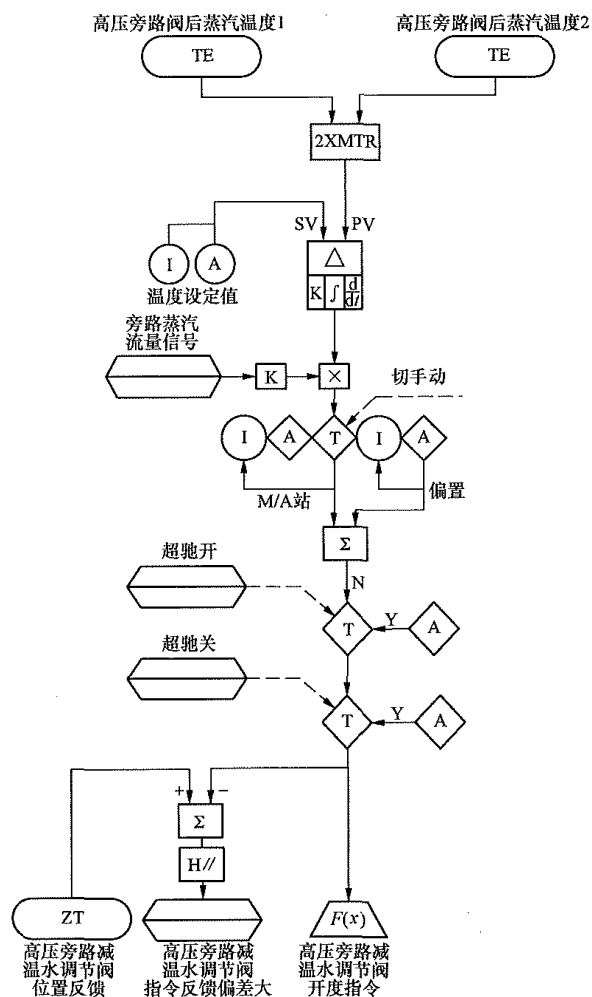 高压旁路阀后蒸汽温度1
高压旁路阀后蒸汽温度2
TE
TE
2XMTR
SV
PV
△
K
∫
d
dt
I
A
温度设定值
旁路蒸汽
流量信号
K
×
切手动
I
A
T
I
A
M/A站
偏置
Σ
N
超驰开
T
Y
A
超驰关
T
Y
A
+
−
Σ
H//
ZT
F(x)
高压旁路减
温水调节阀
位置反馈
高压旁路减
温水调节阀
指令反馈偏差大
高压旁路减
温水调节阀
开度指令